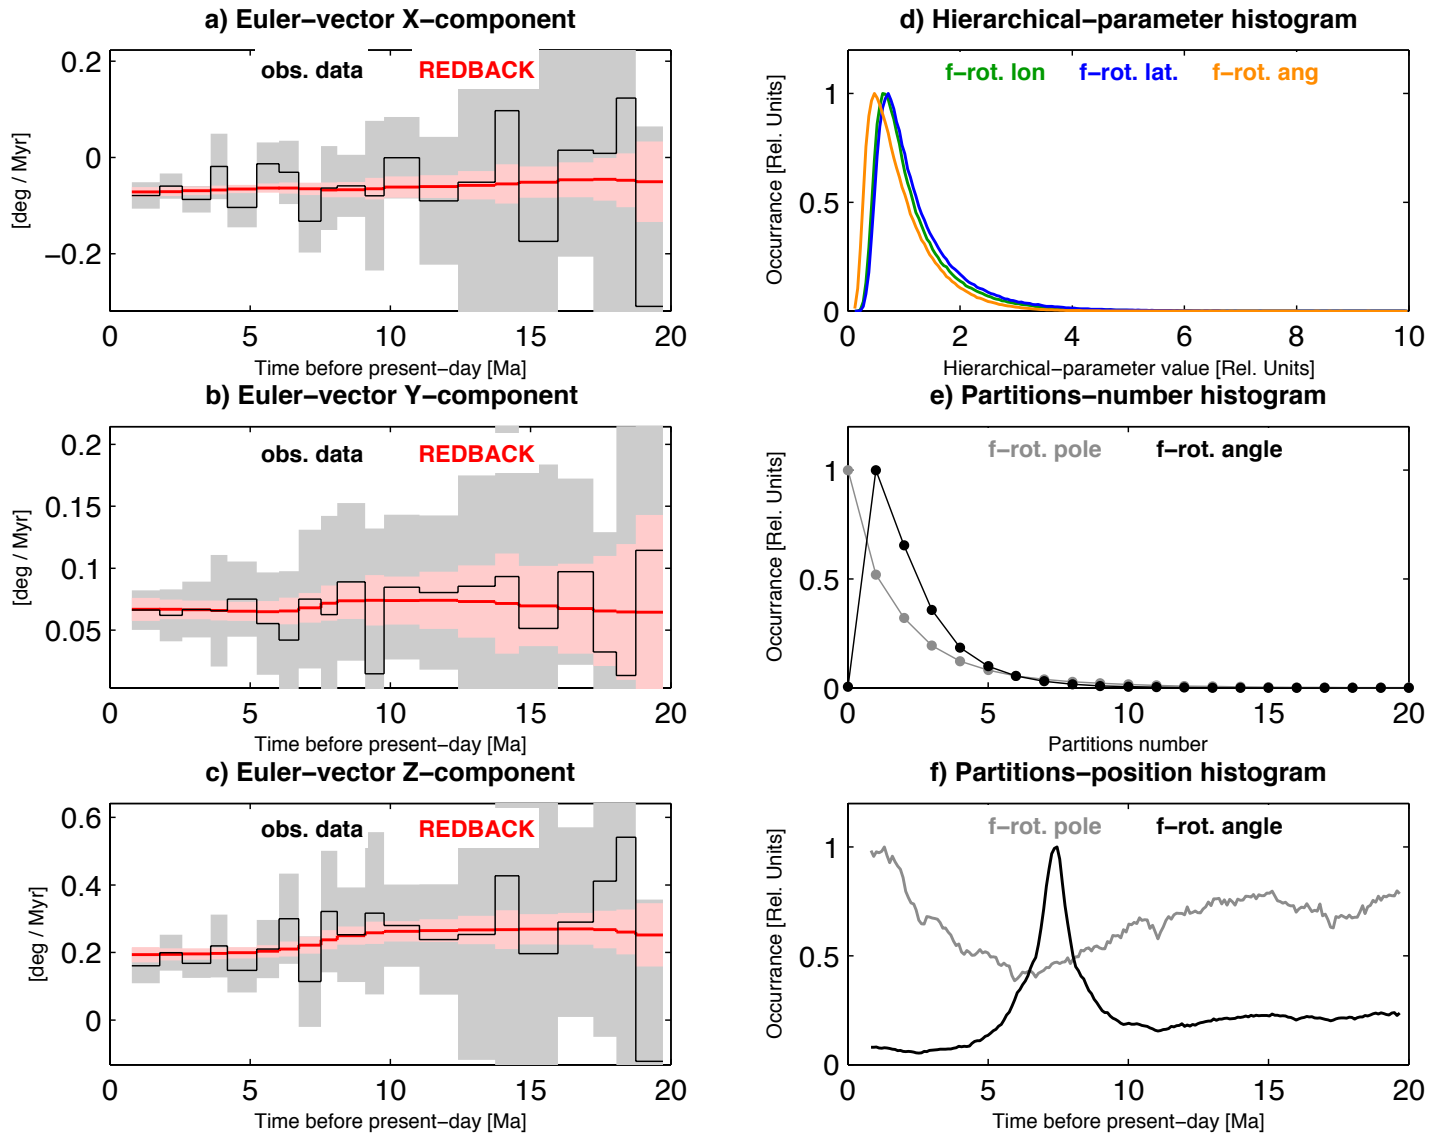 a) Euler−vector X−component
obs. data REDBACK
[deg / Myr]
0.2
0
−0.2
0 5 10 15 20
Time before present−day [Ma]
b) Euler−vector Y−component
obs. data REDBACK
[deg / Myr]
0.2
0.15
0.1
0.05
0 5 10 15 20
Time before present−day [Ma]
c) Euler−vector Z−component
obs. data REDBACK
[deg / Myr]
0.6
0.4
0.2
0
0 5 10 15 20
Time before present−day [Ma]
d) Hierarchical−parameter histogram
f−rot. lon f−rot. lat. f−rot. ang
Occurrance [Rel. Units]
1
0.5
0
0 2 4 6 8 10
Hierarchical−parameter value [Rel. Units]
e) Partitions−number histogram
f−rot. pole f−rot. angle
Occurrance [Rel. Units]
1
0.5
0
0 5 10 15 20
Partitions number
f) Partitions−position histogram
f−rot. pole f−rot. angle
Occurrance [Rel. Units]
1
0.5
0
0 5 10 15 20
Time before present−day [Ma]